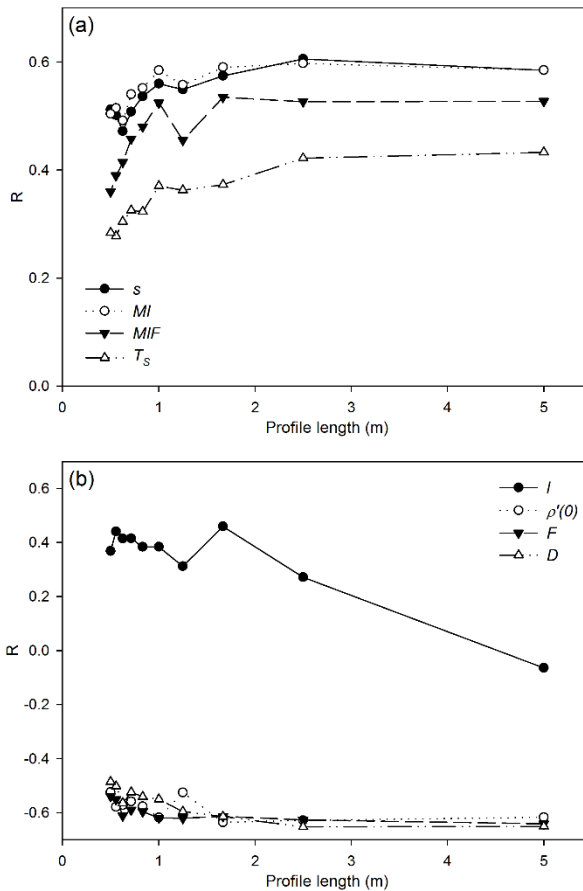 (a)
0.6
0.4
R
0.2
0.0
s
MI
MIF
Ts
0 1 2 3 4 5
Profile length (m)
(b)
0.6
0.4
0.2
R
0.0
-0.2
-0.4
-0.6
l
ρ'(0)
F
D
0 1 2 3 4 5
Profile length (m)